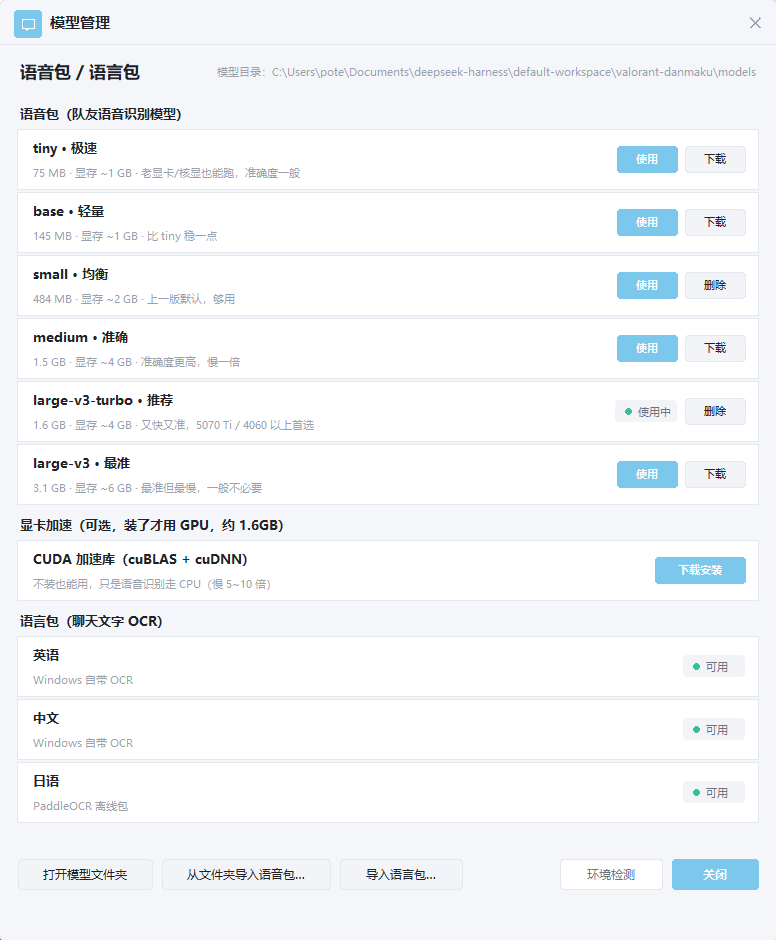 模型管理
语音包 / 语言包
模型目录：C:\Users\pote\Documents\deepseek-harness\default-workspace\valorant-danmaku\models
语音包（队友语音识别模型）
tiny • 极速
75 MB · 显存 ~1 GB · 老显卡/核显也能跑，准确度一般
使用 下载
base • 轻量
145 MB · 显存 ~1 GB · 比 tiny 稳一点
使用 下载
small • 均衡
484 MB · 显存 ~2 GB · 上一版默认，够用
使用 删除
medium • 准确
1.5 GB · 显存 ~4 GB · 准确度更高，慢一倍
使用 下载
large-v3-turbo • 推荐
1.6 GB · 显存 ~4 GB · 又快又准，5070 Ti / 4060 以上首选
使用中 删除
large-v3 • 最准
3.1 GB · 显存 ~6 GB · 最准但最慢，一般不必要
使用 下载
显卡加速（可选，装了才用 GPU，约 1.6GB）
CUDA 加速库（cuBLAS + cuDNN）
不装也能用，只是语音识别走 CPU（慢 5~10 倍）
下载安装
语言包（聊天文字 OCR）
英语
Windows 自带 OCR
可用
中文
Windows 自带 OCR
可用
日语
PaddleOCR 离线包
可用
打开模型文件夹 从文件夹导入语音包... 导入语言包... 环境检测 关闭